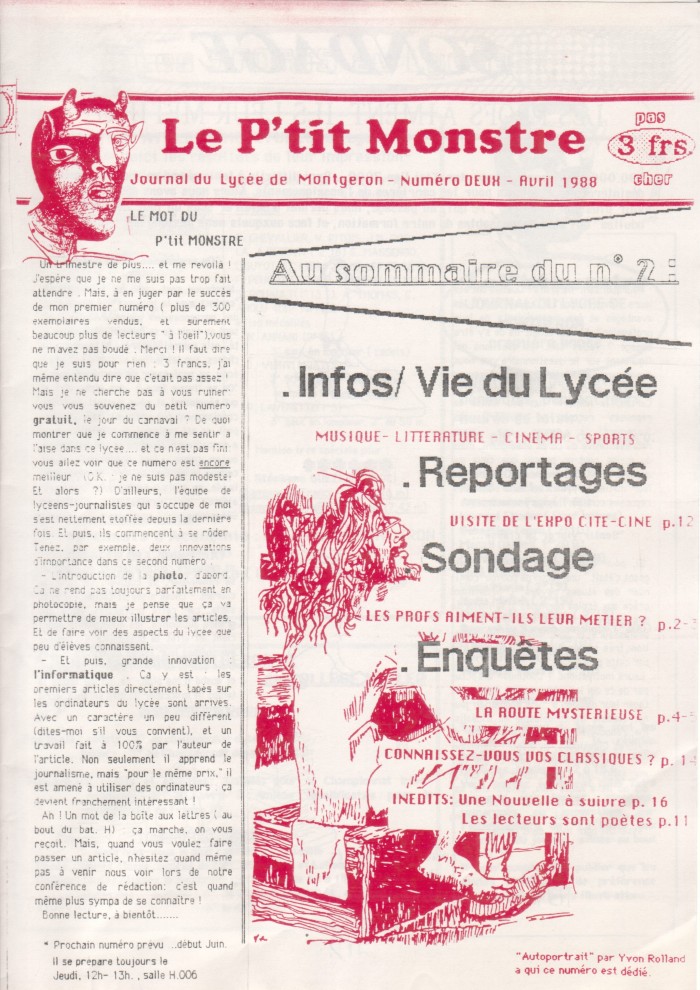 Le P'tit Monstre
pas
3 frs.
cher
Journal du Lycée de Montgeron - Numéro DEUX - Avril 1988
LE MOT DU
P'tit MONSTRE
Un trimestre de plus.... et me revoila !
J'espère que je ne me suis pas trop fait
attendre . Mais, à en juger par le succès
de mon premier numéro ( plus de 300
exemplaires vendus, et surement
beaucoup plus de lecteurs " à l'oeil"),vous
ne m'avez pas boudé . Merci ! Il faut dire
que je suis pour rien : 3 francs, j'ai
même entendu dire que c'était pas assez !
Mais je ne cherche pas à vous ruiner:
vous vous souvenez du petit numéro
gratuit, le jour du carnaval ? De quoi
montrer que je commence à me sentir à
l'aise dans ce lycée.... et ce n'est pas fini:
vous allez voir que ce numéro est encore
meilleur (O.K. : je ne suis pas modeste!
Et alors ?) D'ailleurs, l'équipe de
lycéens-journalistes qui s'occupe de moi
s'est nettement étoffée depuis la dernière
fois. Et puis, ils commencent à se rôder.
Tenez, par exemple, deux innovations
d'importance dans ce second numéro .
- L'introduction de la photo, d'abord.
Ca ne rend pas toujours parfaitement en
photocopie, mais je pense que ça va
permettre de mieux illustrer les articles.
Et de faire voir des aspects du lycée que
peu d'élèves connaissent.
- Et puis, grande innovation :
l'informatique . Ca y est : les
premiers articles directement tapés sur
les ordinateurs du lycée sont arrivés.
Avec un caractère un peu différent
(dites-moi s'il vous convient), et un
travail fait à 100% par l'auteur de
l'article. Non seulement il apprend le
journalisme, mais "pour le même prix," il
est amené à utiliser des ordinateurs : ça
devient franchement intéressant !
Ah ! Un mot de la boîte aux lettres ( au
bout du bat. H) : ça marche, on vous
reçoit. Mais, quand vous voulez faire
passer un article, n'hésitez quand même
pas à venir nous voir lors de notre
conférence de rédaction: c'est quand
même plus sympa de se connaître !
Bonne lecture, à bientôt.......
* Prochain numéro prévu ..début Juin.
Il se prepare toujours le
Jeudi, 12h- 13h. , salle H.006
Au sommaire du n° 2 :
. Infos/ Vie du Lycée
MUSIQUE- LITTERATURE - CINEMA - SPORTS
. Reportages
VISITE DE L'EXPO CITE-CINE p.12
. Sondage
LES PROFS AIMENT-ILS LEUR METIER ? p.2-
. Enquêtes
LA ROUTE MYSTERIEUSE p.4-
CONNAISSEZ-VOUS VOS CLASSIQUES ? p. 14
INEDITS: Une Nouvelle à suivre p. 16
Les lecteurs sont poètes p.11
"Autoportrait" par Yvon Rolland
a qui ce numéro est dédié.